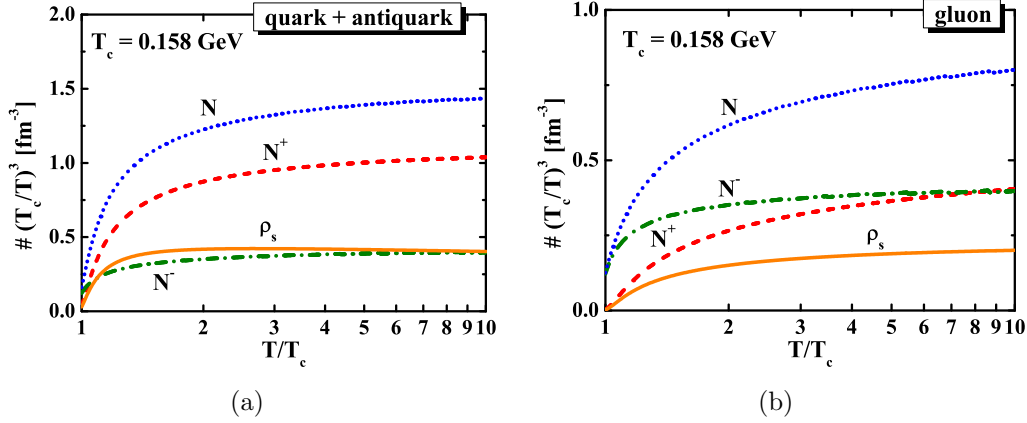 quark + antiquark
T_c = 0.158 GeV
# (T_c/T)^3 [fm^-3]
2.0
1.5
1.0
0.5
0.0
N
N^+
ρ_s
N^-
1 2 3 4 5 6 7 8 9 10
T/T_c
(a)
gluon
T_c = 0.158 GeV
# (T_c/T)^3 [fm^-3]
1.0
0.5
0.0
N
N^-
N^+
ρ_s
1 2 3 4 5 6 7 8 9 10
T/T_c
(b)